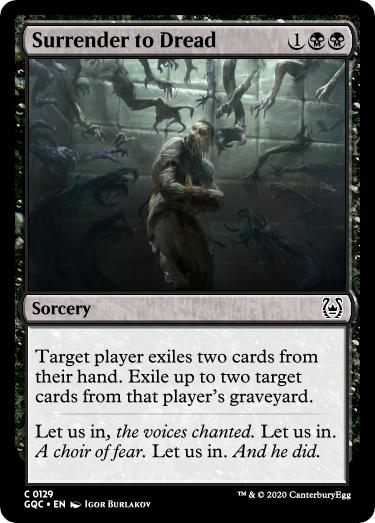 Surrender to Dread 1
Sorcery
Target player exiles two cards from
their hand. Exile up to two target
cards from that player's graveyard.
Let us in, the voices chanted. Let us in.
A choir of fear. Let us in. And he did.
C 0129
GQC • EN Igor Burlakov
™ & © 2020 CanterburyEgg